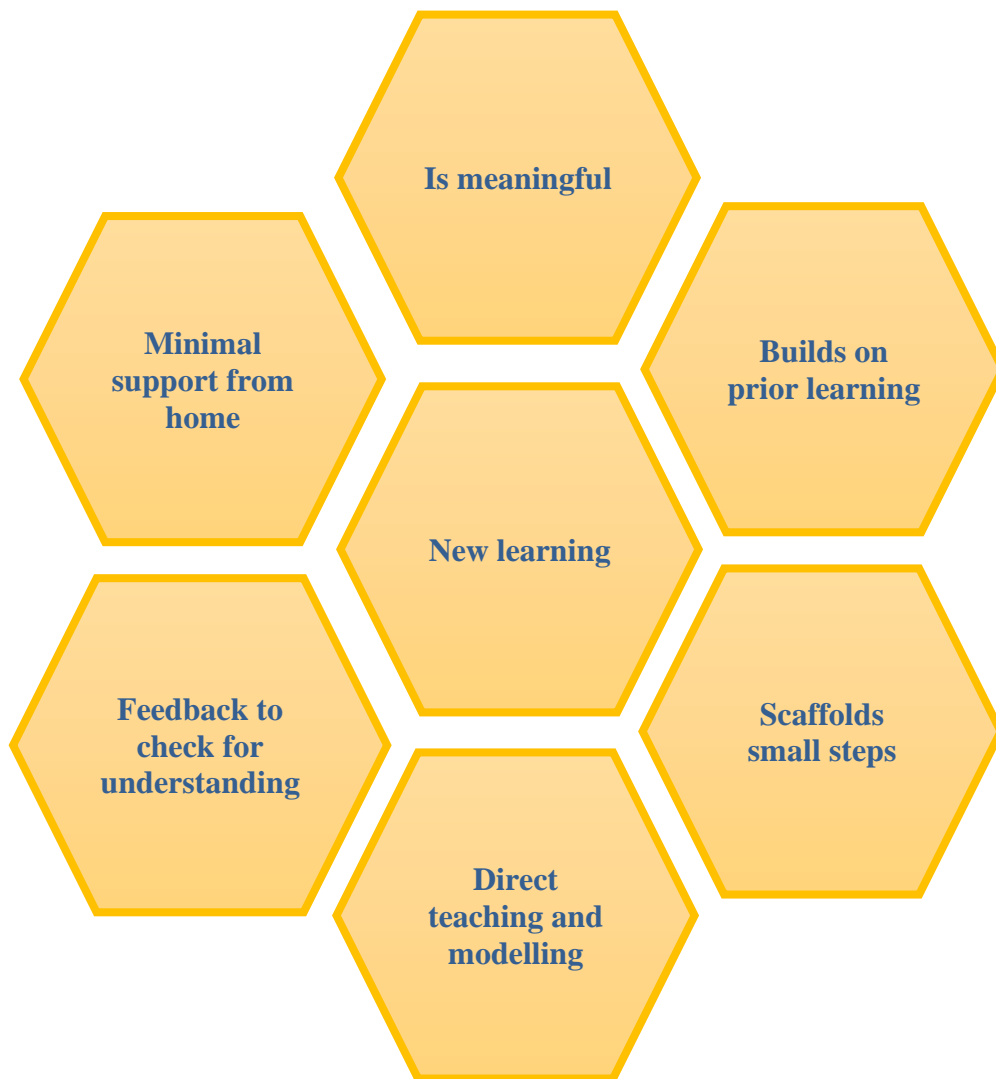 Is meaningful
Minimal
support from
home
Builds on
prior learning
New learning
Feedback to
check for
understanding
Scaffolds
small steps
Direct
teaching and
modelling